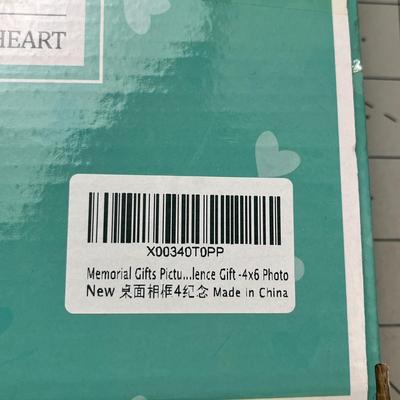 HEART
X00340T0PP
Memorial Gifts Pictu...lence Gift -4x6 Photo
New 桌面相框4纪念 Made in China